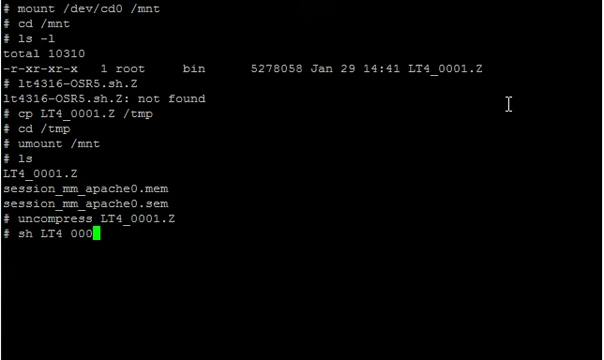 # mount /dev/cd0 /mnt
# cd /mnt
# ls -l
total 10310
-r-xr-xr-x   1 root     bin      5278058 Jan 29 14:41 LT4_0001.Z
# lt4316-OSR5.sh.Z
lt4316-OSR5.sh.Z: not found
# cp LT4_0001.Z /tmp
# cd /tmp
# umount /mnt
# ls
LT4_0001.Z
session_mm_apache0.mem
session_mm_apache0.sem
# uncompress LT4_0001.Z
# sh LT4 000